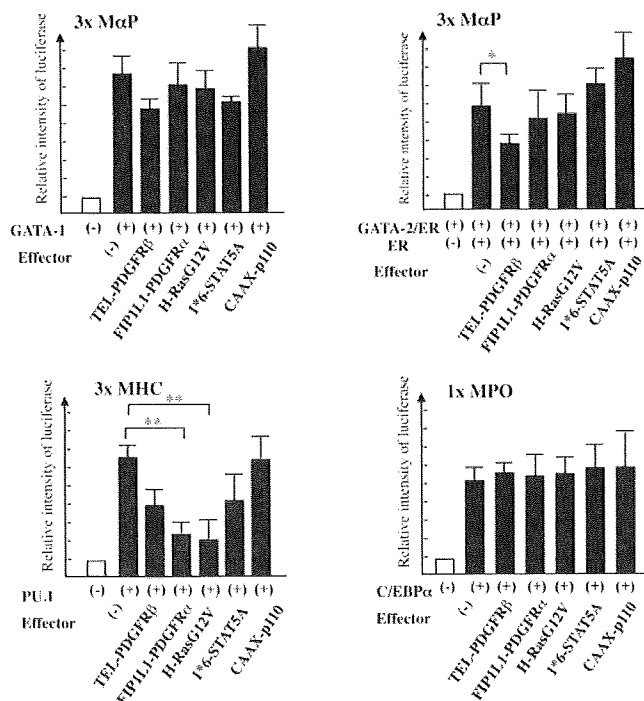 3x MαP
Relative intensity of luciferase
GATA-1 (-) (+) (+) (+) (+) (+) (+)
Effector
(-)
TEL-PDGFRβ
FIP1L1-PDGFRα
H-RasG12V
1*6-STAT5A
CAAX-p110
3x MαP
Relative intensity of luciferase
*
GATA-2/ER (+) (+) (+) (+) (+) (+) (+)
ER (-) (+) (+) (+) (+) (+) (+)
Effector
(-)
TEL-PDGFRβ
FIP1L1-PDGFRα
H-RasG12V
1*6-STAT5A
CAAX-p110
3x MHC
Relative intensity of luciferase
**
**
PU.1 (-) (+) (+) (+) (+) (+) (+)
Effector
(-)
TEL-PDGFRβ
FIP1L1-PDGFRα
H-RasG12V
1*6-STAT5A
CAAX-p110
1x MPO
Relative intensity of luciferase
C/EBPα (-) (+) (+) (+) (+) (+) (+)
Effector
(-)
TEL-PDGFRβ
FIP1L1-PDGFRα
H-RasG12V
1*6-STAT5A
CAAX-p110